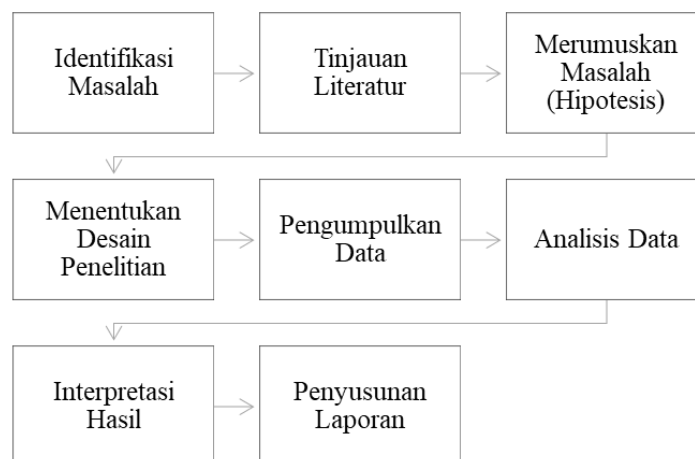 Identifikasi
Masalah
Tinjauan
Literatur
Merumuskan
Masalah
(Hipotesis)
Menentukan
Desain
Penelitian
Pengumpulkan
Data
Analisis Data
Interpretasi
Hasil
Penyusunan
Laporan